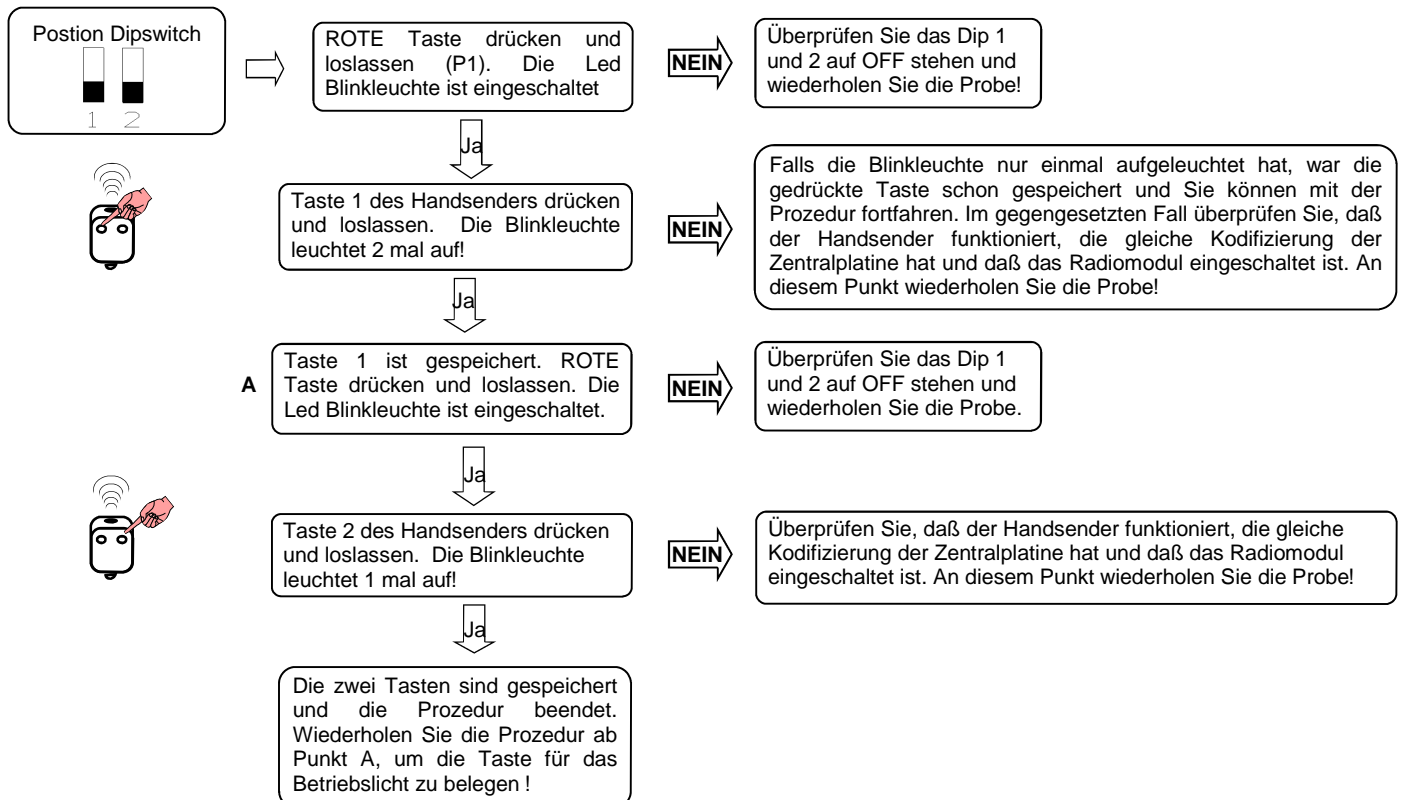 Postion Dipswitch
1 2
ROTE Taste drücken und
loslassen (P1). Die Led
Blinkleuchte ist eingeschaltet
NEIN
Überprüfen Sie das Dip 1
und 2 auf OFF stehen und
wiederholen Sie die Probe!
Ja
Taste 1 des Handsenders drücken
und loslassen. Die Blinkleuchte
leuchtet 2 mal auf!
NEIN
Falls die Blinkleuchte nur einmal aufgeleuchtet hat, war die
gedrückte Taste schon gespeichert und Sie können mit der
Prozedur fortfahren. Im gegengesetzten Fall überprüfen Sie, daß
der Handsender funktioniert, die gleiche Kodifizierung der
Zentralplatine hat und daß das Radiomodul eingeschaltet ist. An
diesem Punkt wiederholen Sie die Probe!
Ja
A
Taste 1 ist gespeichert. ROTE
Taste drücken und loslassen. Die
Led Blinkleuchte ist eingeschaltet.
NEIN
Überprüfen Sie das Dip 1
und 2 auf OFF stehen und
wiederholen Sie die Probe.
Ja
Taste 2 des Handsenders drücken
und loslassen. Die Blinkleuchte
leuchtet 1 mal auf!
NEIN
Überprüfen Sie, daß der Handsender funktioniert, die gleiche
Kodifizierung der Zentralplatine hat und daß das Radiomodul
eingeschaltet ist. An diesem Punkt wiederholen Sie die Probe!
Ja
Die zwei Tasten sind gespeichert
und die Prozedur beendet.
Wiederholen Sie die Prozedur ab
Punkt A, um die Taste für das
Betriebslicht zu belegen !